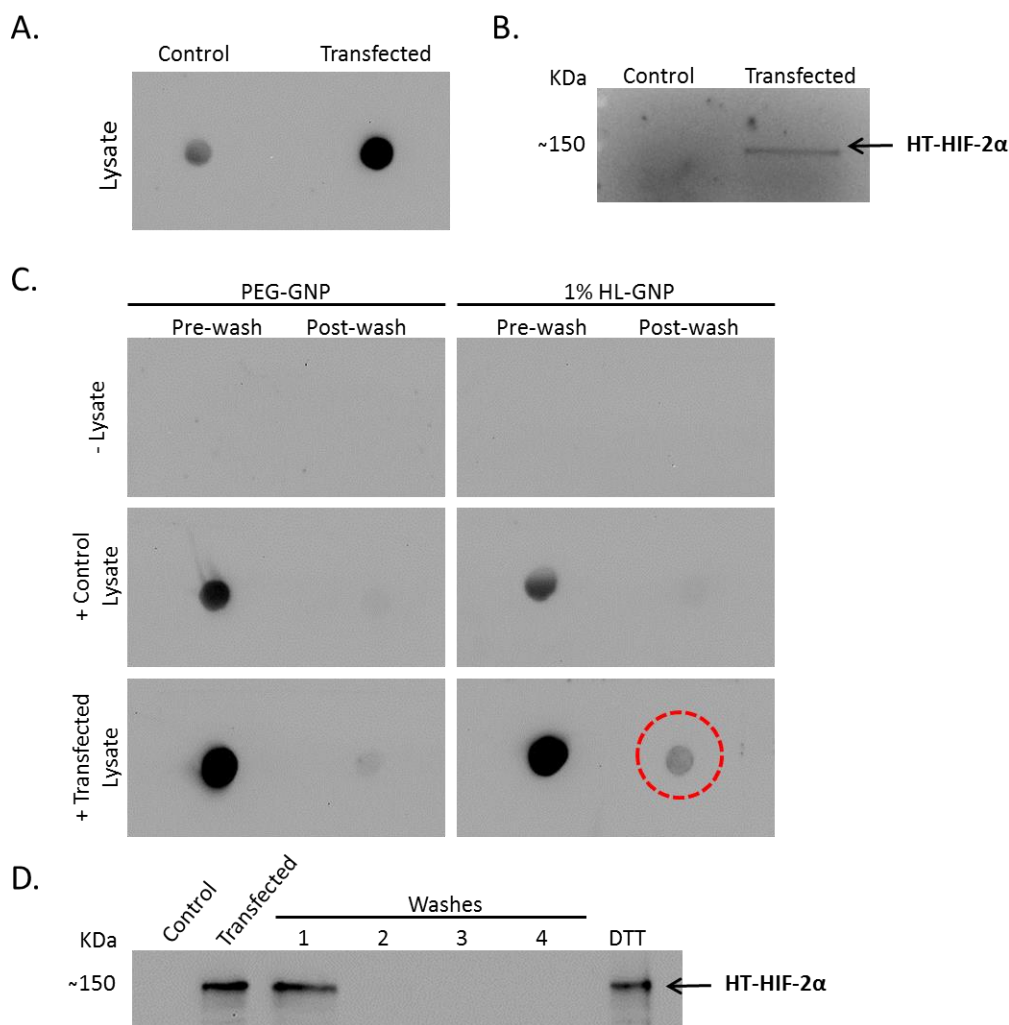 A.
Control Transfected
Lysate
B.
KDa Control Transfected
~150 HT-HIF-2α
C.
PEG-GNP 1% HL-GNP
Pre-wash Post-wash Pre-wash Post-wash
- Lysate
+ Control
Lysate
+ Transfected
Lysate
D.
Control Transfected Washes
KDa 1 2 3 4 DTT
~150 HT-HIF-2α